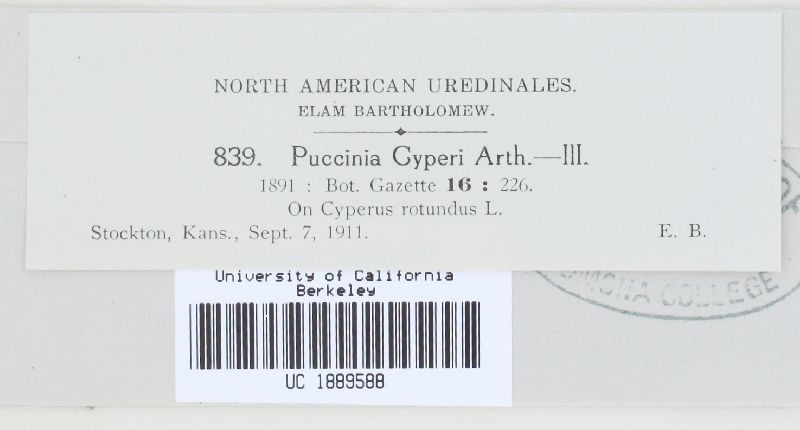 NORTH AMERICAN UREDINALES.
ELAM BARTHOLOMEW.
839. Puccinia Cyperi Arth.—III.
1891 : Bot. Gazette 16 : 226.
On Cyperus rotundus L.
Stockton, Kans., Sept. 7, 1911. E. B.
University of California
Berkeley
UC 1889588
COLLEGE